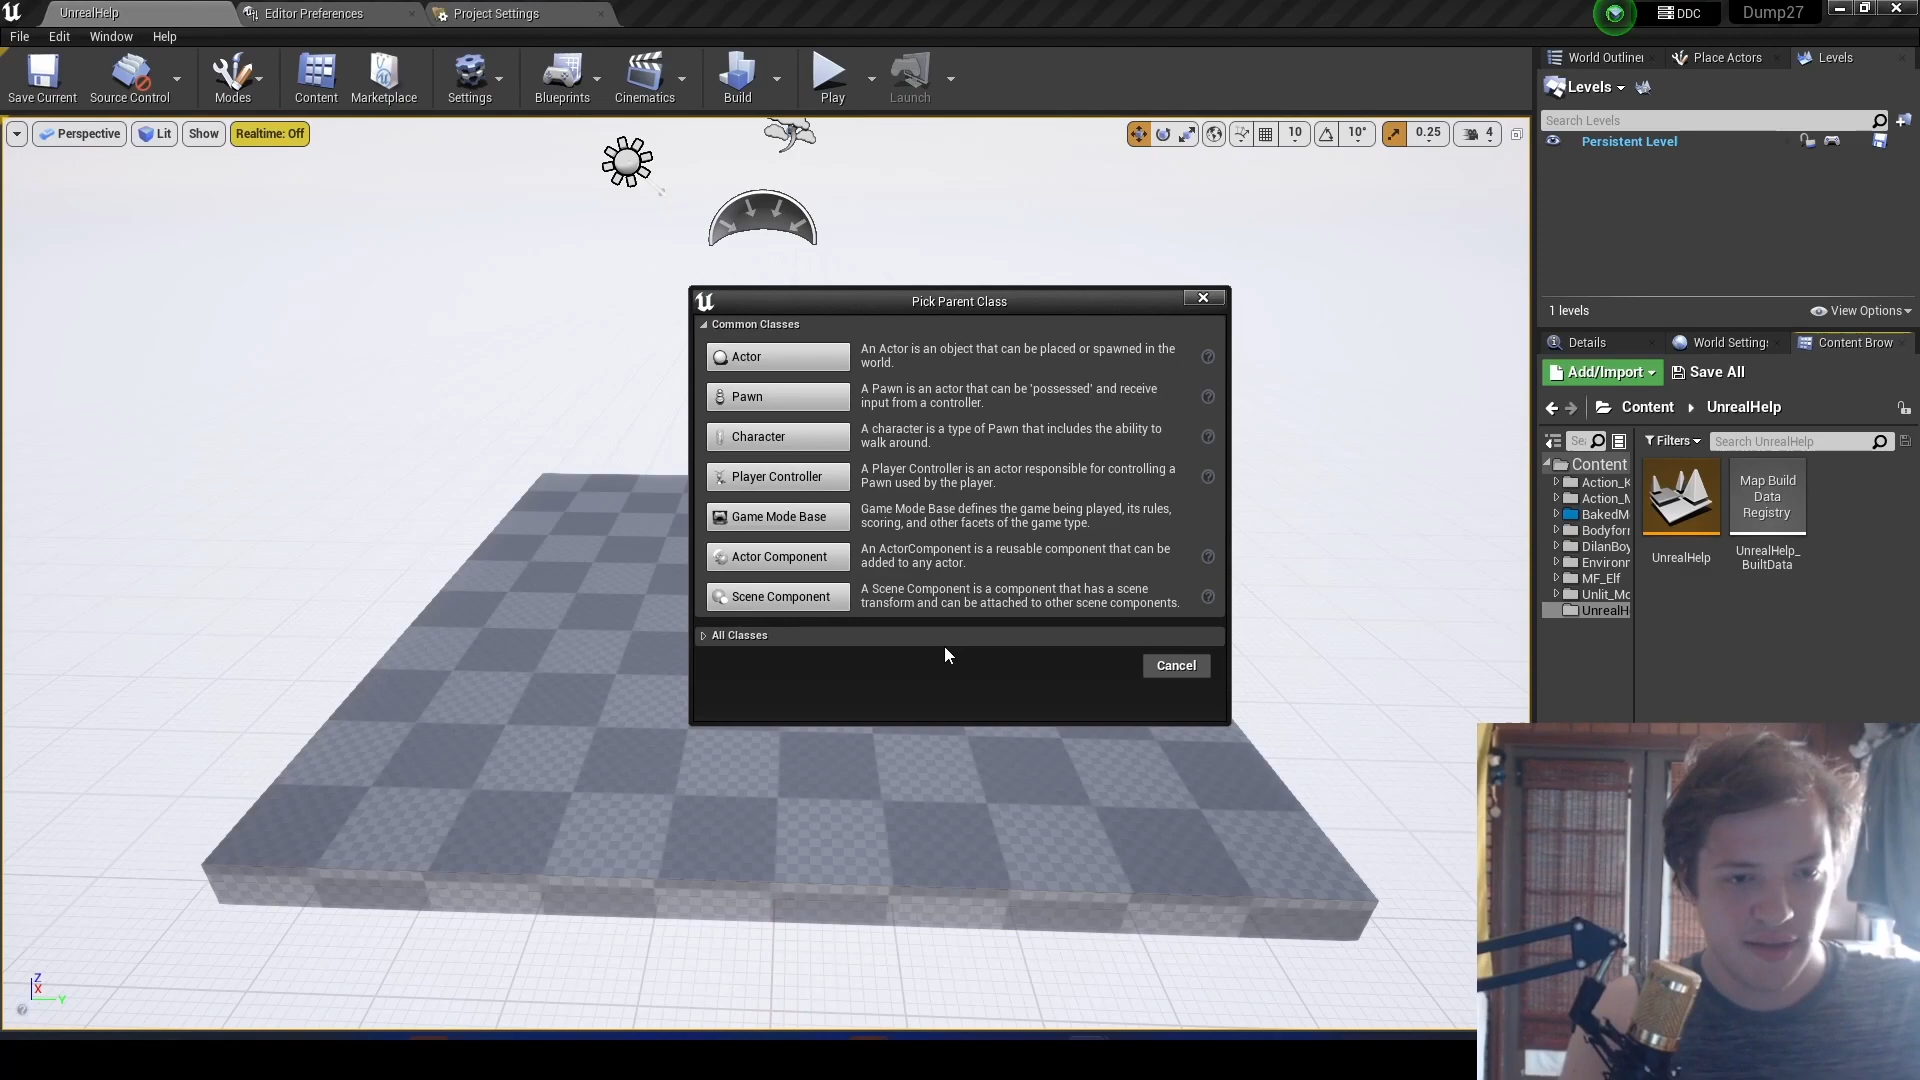 UnrealHelp
Editor Preferences
Project Settings
DDC
Dump27
File
Edit
Window
Help
Save Current
Source Control
Modes
Content
Marketplace
Settings
Blueprints
Cinematics
Build
Play
Launch
Perspective
Lit
Show
Realtime: Off
10
10°
0.25
4
World Outliner
Place Actors
Levels
Levels
Search Levels
Persistent Level
1 levels
View Options
Pick Parent Class
Common Classes
Actor
An Actor is an object that can be placed or spawned in the
world.
Pawn
A Pawn is an actor that can be 'possessed' and receive
input from a controller.
Character
A character is a type of Pawn that includes the ability to
walk around.
Player Controller
A Player Controller is an actor responsible for controlling a
Pawn used by the player.
Game Mode Base
Game Mode Base defines the game being played, its rules,
scoring, and other facets of the game type.
Actor Component
An ActorComponent is a reusable component that can be
added to any actor.
Scene Component
A Scene Component is a component that has a scene
transform and can be attached to other scene components.
All Classes
Cancel
Details
World Setting
Content Brow
Add/Import
Save All
Content
UnrealHelp
Se
Filters
Search UnrealHelp
Content
Action_K
Action_M
BakedM
Bodyfor
DilanBoy
Environ
MF_Elf
Unlit_Mo
UnrealH
UnrealHelp
Map Build
Data
Registry
UnrealHelp_
BuiltData
Z
X
Y